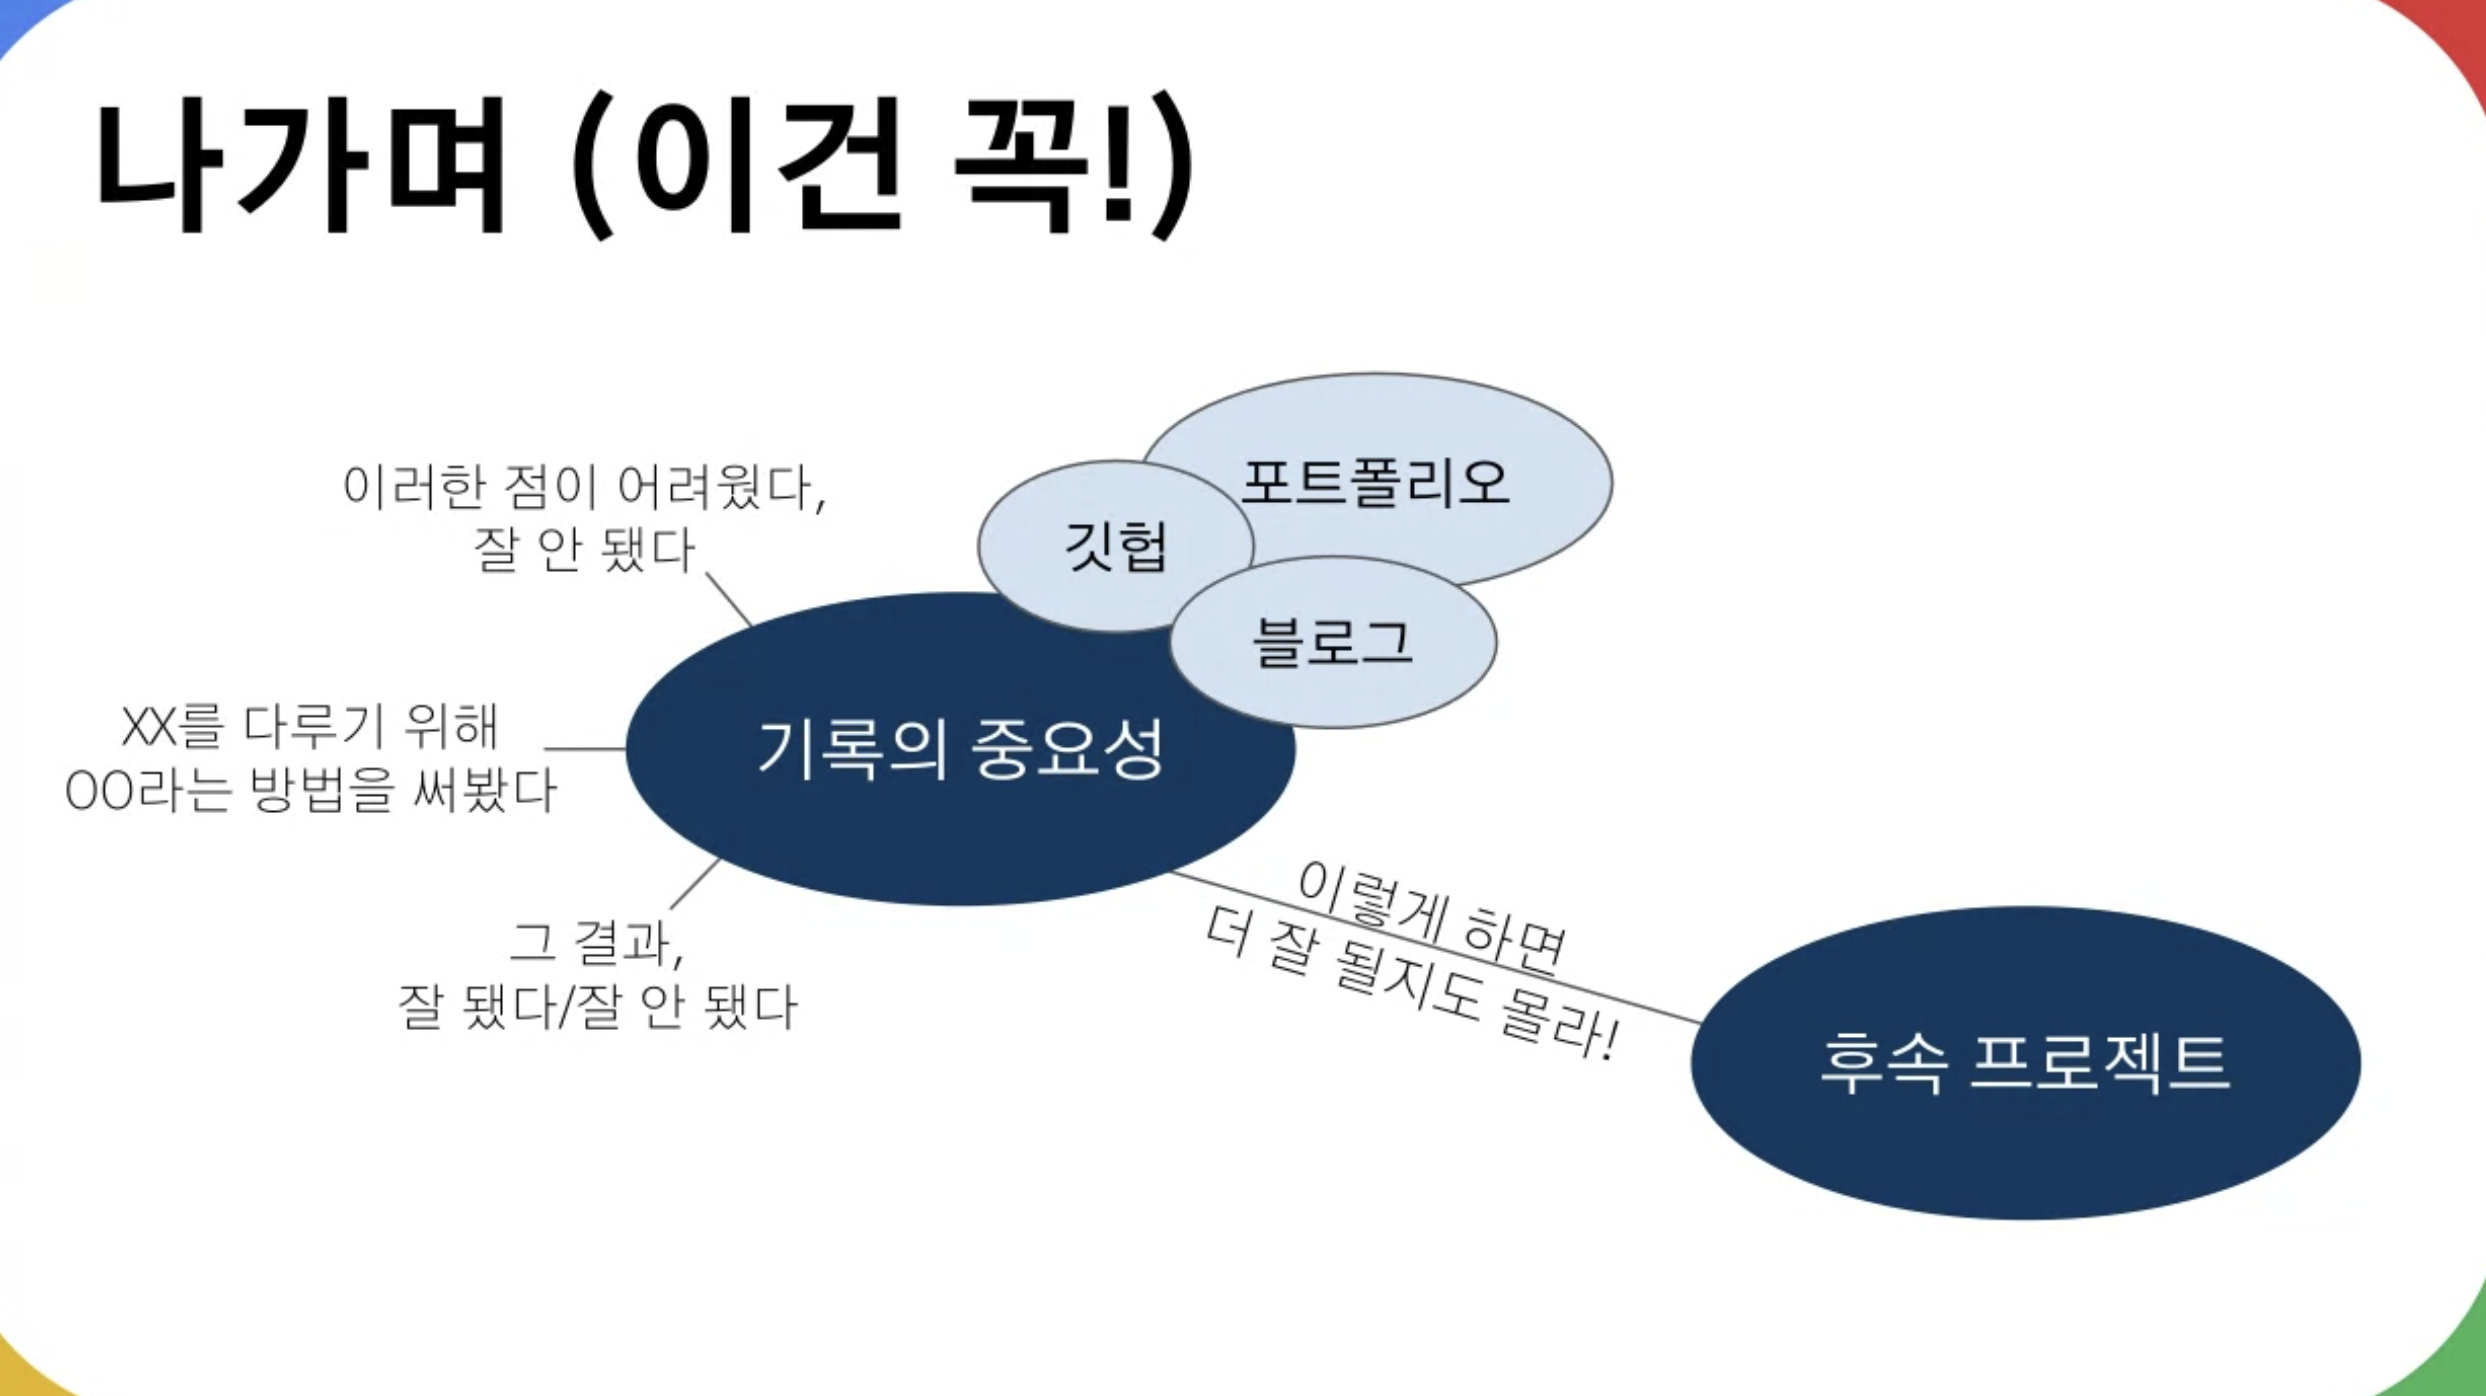 나가며 (이건 꼭!)
이러한 점이 어려웠다,
잘 안 됐다
포트폴리오
깃헙
블로그
XX를 다루기 위해
OO라는 방법을 써봤다
기록의 중요성
그 결과,
잘 됐다/잘 안 됐다
이렇게 하면
더 잘 될지도 몰라!
후속 프로젝트